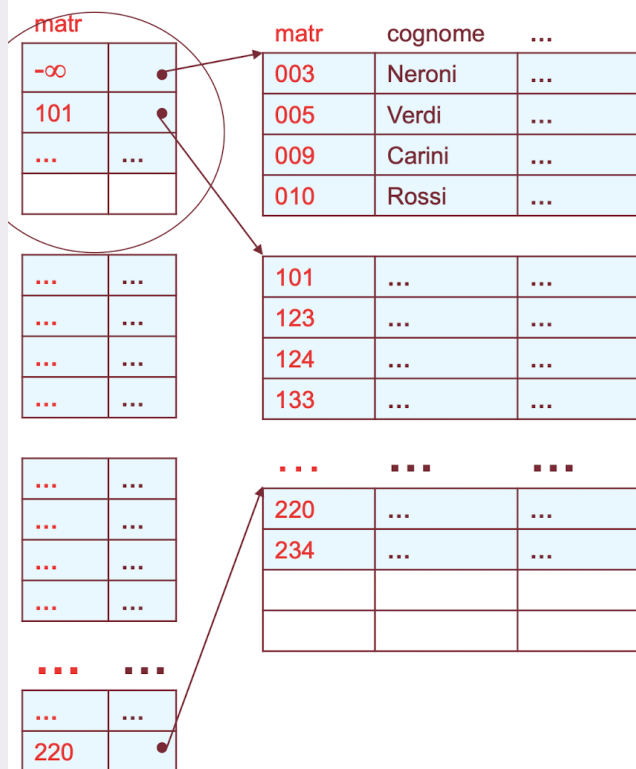 matr
-∞
101
... ...
... ...
... ...
... ...
... ...
... ...
... ...
... ...
... ...
... ...
... ...
220
matr cognome ...
003 Neroni ...
005 Verdi ...
009 Carini ...
010 Rossi ...
101 ... ...
123 ... ...
124 ... ...
133 ... ...
... ... ...
220 ... ...
234 ... ...